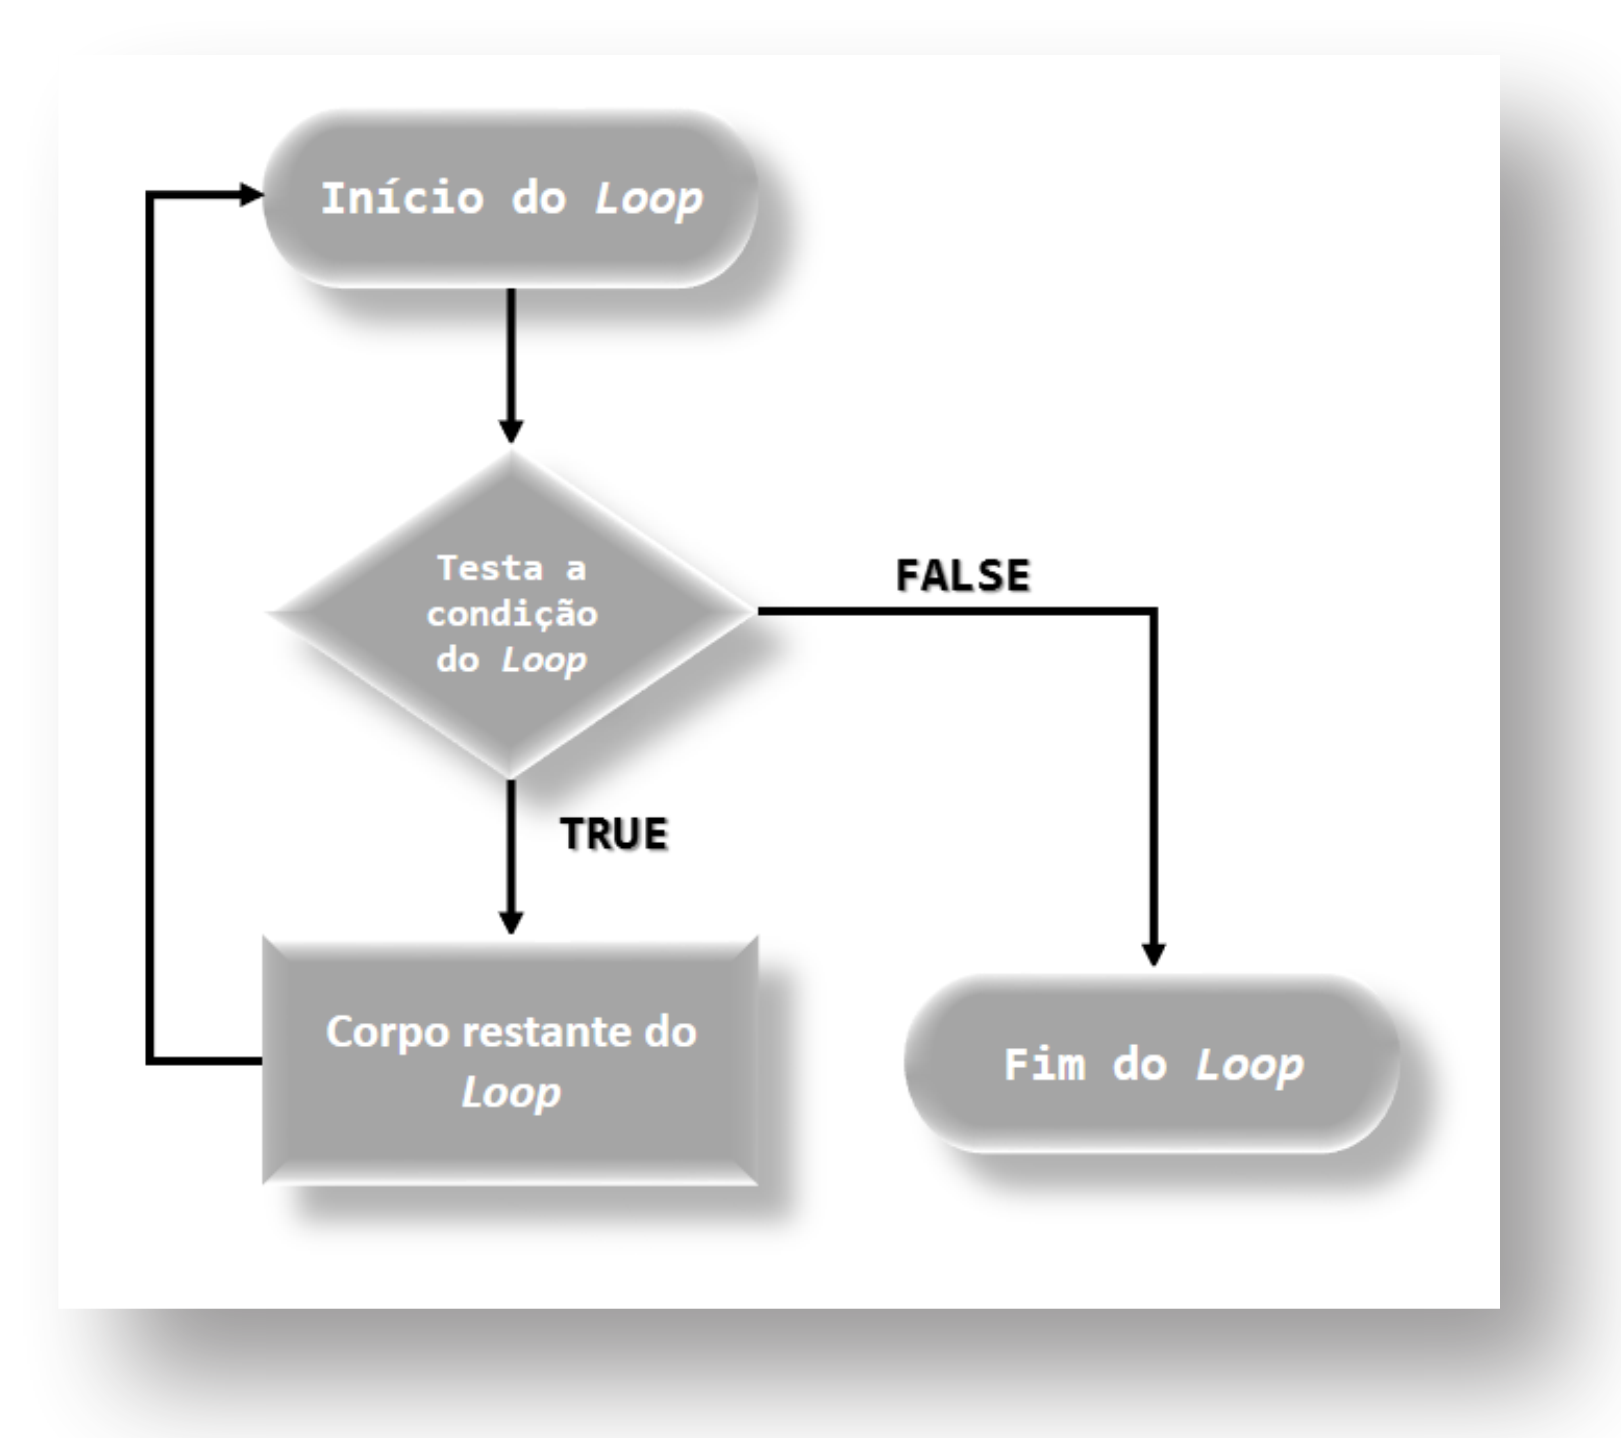 Início do Loop
Testa a
condição
do Loop
FALSE
TRUE
Corpo restante do
Loop
Fim do Loop